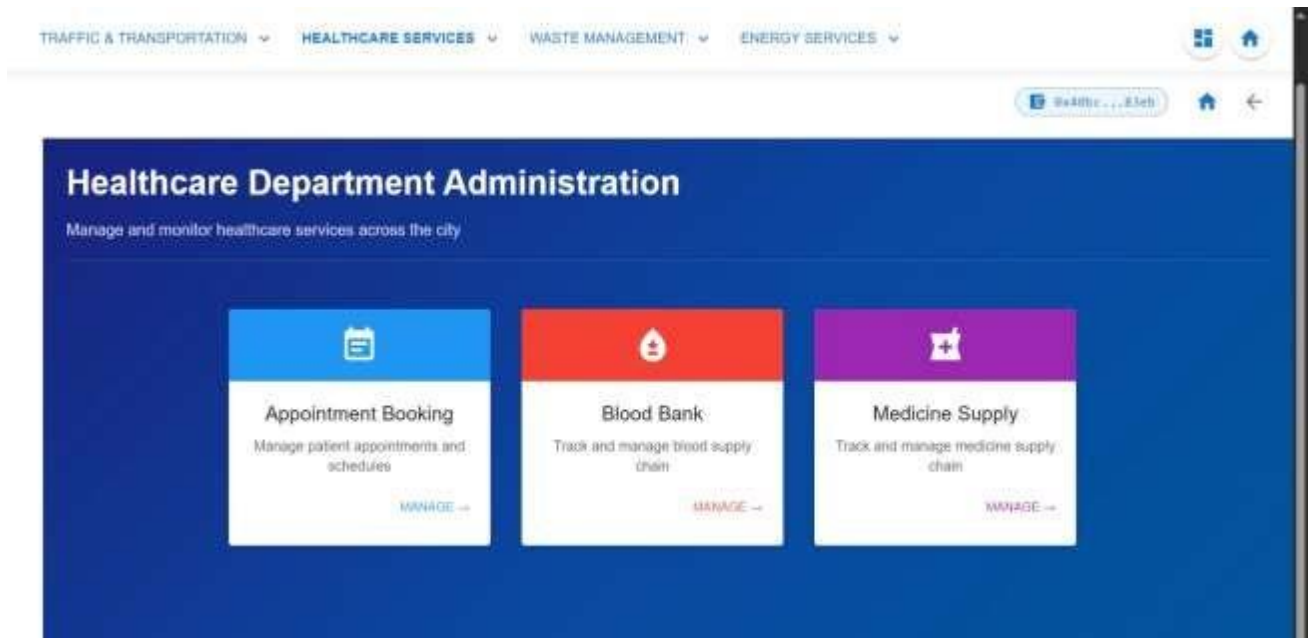 TRAFFIC & TRANSPORTATION HEALTHCARE SERVICES WASTE MANAGEMENT ENERGY SERVICES
Healthcare Department Administration
Manage and monitor healthcare services across the city
Appointment Booking
Manage patient appointments and
schedules
MANAGE →
Blood Bank
Track and manage blood supply
chain
MANAGE →
Medicine Supply
Track and manage medicine supply
chain
MANAGE →